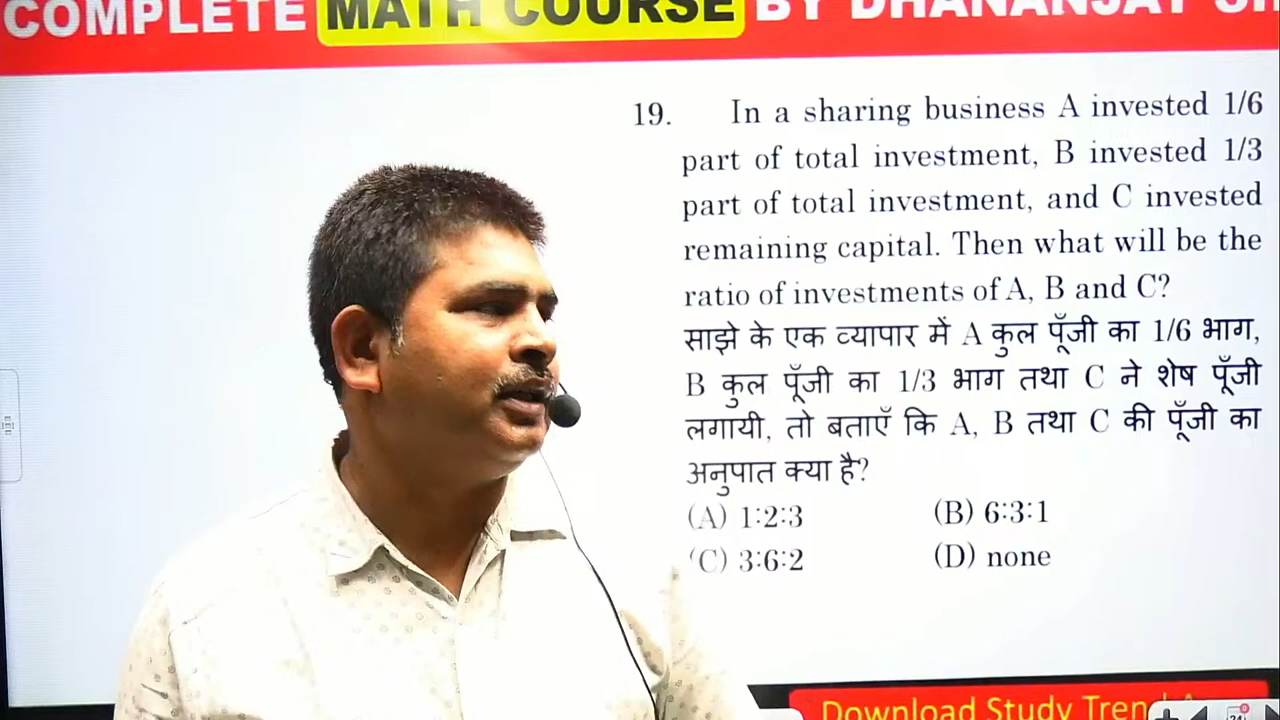 COMPLETE MATH COURSE BY DHANANJAY
19. In a sharing business A invested 1/6
part of total investment, B invested 1/3
part of total investment, and C invested
remaining capital. Then what will be the
ratio of investments of A, B and C?
साझे के एक व्यापार में A कुल पूँजी का 1/6 भाग,
B कुल पूँजी का 1/3 भाग तथा C ने शेष पूँजी
लगायी, तो बताएँ कि A, B तथा C की पूँजी का
अनुपात क्या है?
(A) 1:2:3 (B) 6:3:1
(C) 3:6:2 (D) none
Download Study